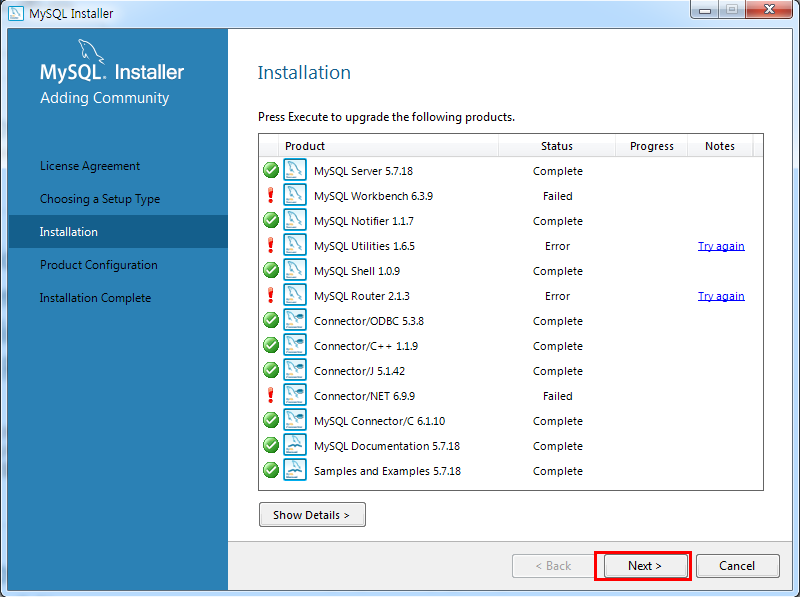 MySQL Installer
MySQL. Installer
Adding Community
License Agreement
Choosing a Setup Type
Installation
Product Configuration
Installation Complete
Installation
Press Execute to upgrade the following products.
Product Status Progress Notes
MySQL Server 5.7.18 Complete
MySQL Workbench 6.3.9 Failed
MySQL Notifier 1.1.7 Complete
MySQL Utilities 1.6.5 Error Try again
MySQL Shell 1.0.9 Complete
MySQL Router 2.1.3 Error Try again
Connector/ODBC 5.3.8 Complete
Connector/C++ 1.1.9 Complete
Connector/J 5.1.42 Complete
Connector/NET 6.9.9 Failed
MySQL Connector/C 6.1.10 Complete
MySQL Documentation 5.7.18 Complete
Samples and Examples 5.7.18 Complete
Show Details >
< Back Next > Cancel